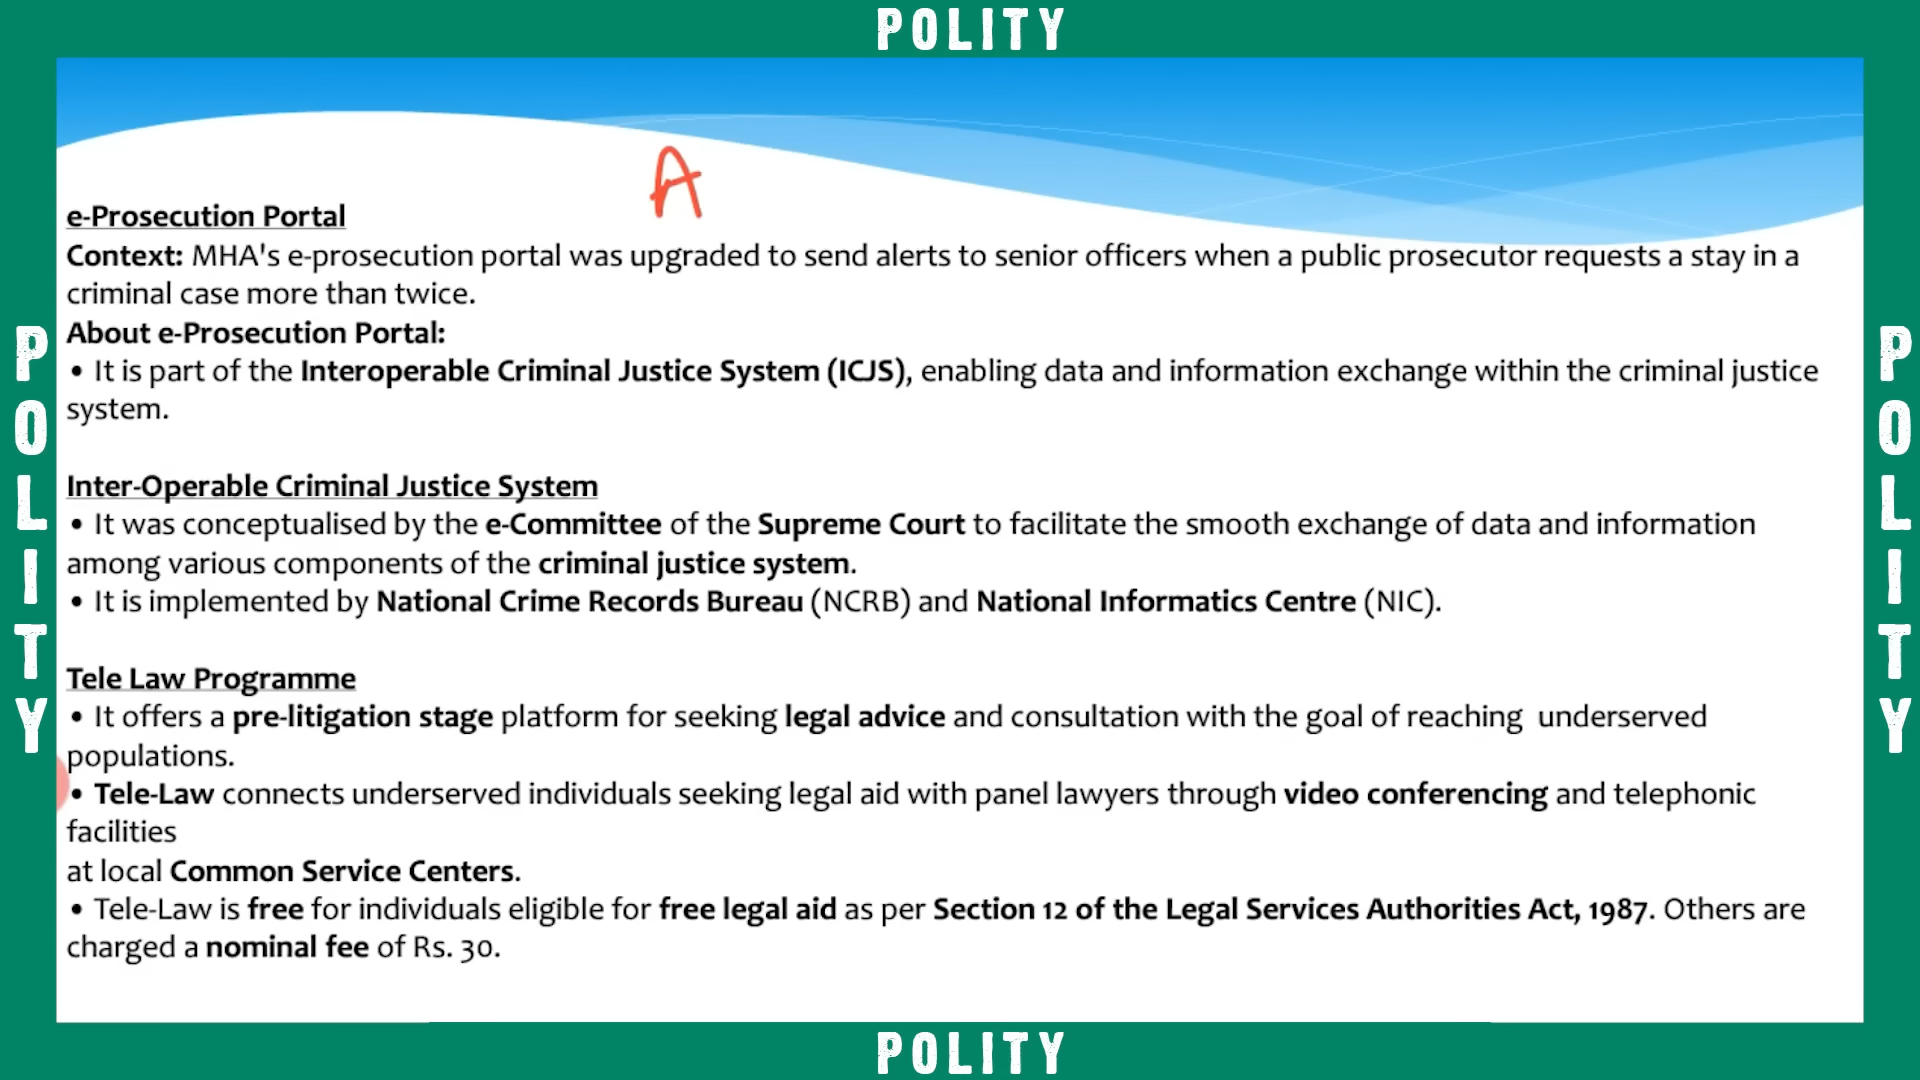 POLITY
A
e-Prosecution Portal
Context: MHA's e-prosecution portal was upgraded to send alerts to senior officers when a public prosecutor requests a stay in a
criminal case more than twice.
About e-Prosecution Portal:
• It is part of the Interoperable Criminal Justice System (ICJS), enabling data and information exchange within the criminal justice
system.
Inter-Operable Criminal Justice System
• It was conceptualised by the e-Committee of the Supreme Court to facilitate the smooth exchange of data and information
among various components of the criminal justice system.
• It is implemented by National Crime Records Bureau (NCRB) and National Informatics Centre (NIC).
Tele Law Programme
• It offers a pre-litigation stage platform for seeking legal advice and consultation with the goal of reaching underserved
populations.
• Tele-Law connects underserved individuals seeking legal aid with panel lawyers through video conferencing and telephonic
facilities
at local Common Service Centers.
• Tele-Law is free for individuals eligible for free legal aid as per Section 12 of the Legal Services Authorities Act, 1987. Others are
charged a nominal fee of Rs. 30.
POLITY
POLITY
POLITY